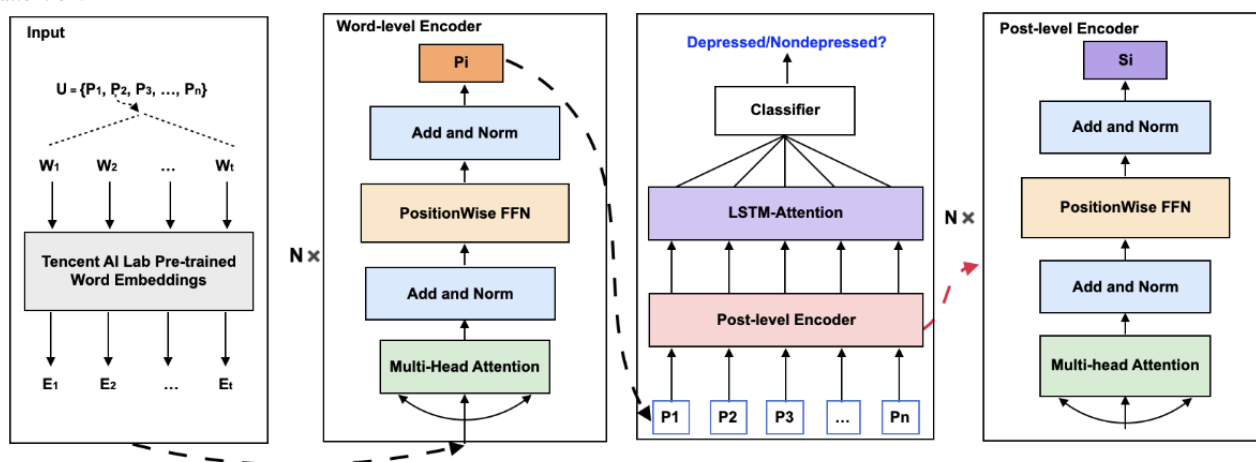 Input
U = {P1, P2, P3, ..., Pn}
W1 W2 ... Wt
Tencent AI Lab Pre-trained
Word Embeddings
E1 E2 ... Et
N ×
Word-level Encoder
Pi
Add and Norm
PositionWise FFN
Add and Norm
Multi-Head Attention
Depressed/Nondepressed?
Classifier
LSTM-Attention
Post-level Encoder
P1 P2 P3 ... Pn
N ×
Post-level Encoder
Si
Add and Norm
PositionWise FFN
Add and Norm
Multi-head Attention